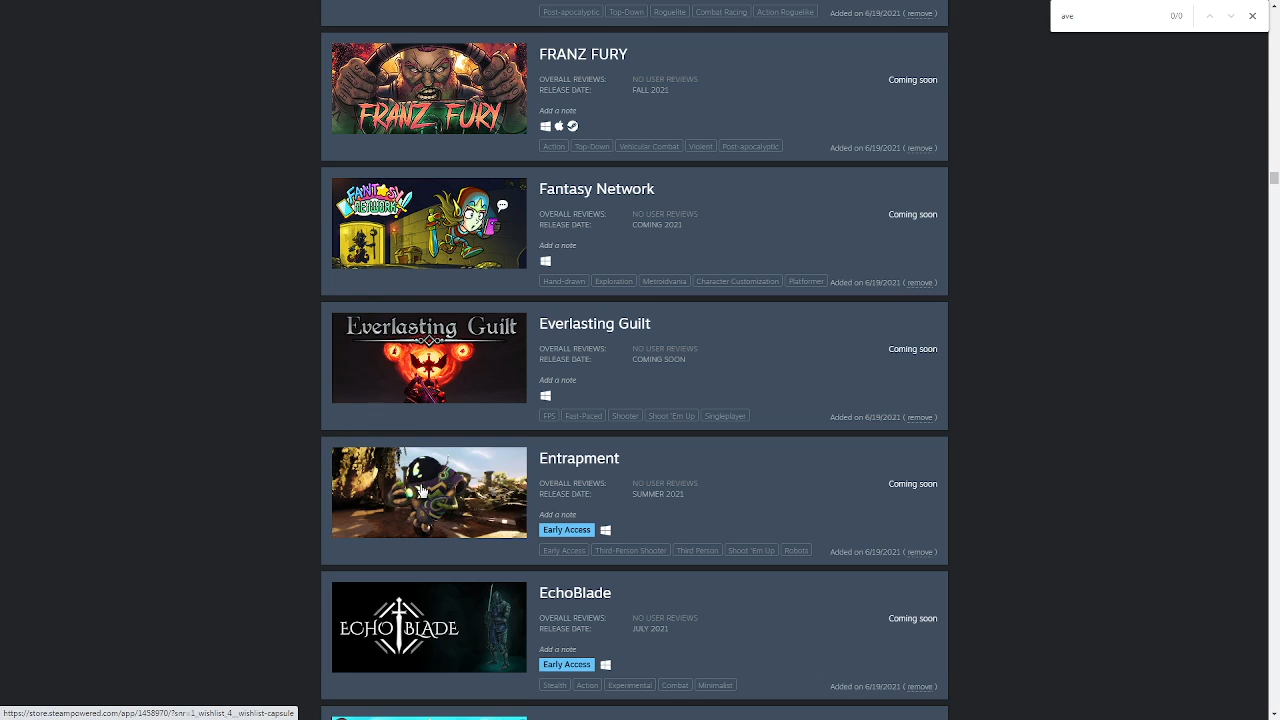 Post-apocalyptic Top-Down Roguelite Combat Racing Action Roguelike Added on 6/19/2021 ( remove )
ave 0/0
FRANZ FURY
FRANZ FURY
OVERALL REVIEWS: NO USER REVIEWS
RELEASE DATE: FALL 2021
Coming soon
Add a note
Action Top-Down Vehicular Combat Violent Post-apocalyptic Added on 6/19/2021 ( remove )
FANTASY
NETWORK
Fantasy Network
OVERALL REVIEWS: NO USER REVIEWS
RELEASE DATE: COMING 2021
Coming soon
Add a note
Hand-drawn Exploration Metroidvania Character Customization Platformer Added on 6/19/2021 ( remove )
Everlasting Guilt
Everlasting Guilt
OVERALL REVIEWS: NO USER REVIEWS
RELEASE DATE: COMING SOON
Coming soon
Add a note
FPS Fast-Paced Shooter Shoot 'Em Up Singleplayer Added on 6/19/2021 ( remove )
Entrapment
OVERALL REVIEWS: NO USER REVIEWS
RELEASE DATE: SUMMER 2021
Coming soon
Add a note
Early Access
Early Access Third-Person Shooter Third Person Shoot 'Em Up Robots Added on 6/19/2021 ( remove )
ECHO BLADE
EchoBlade
OVERALL REVIEWS: NO USER REVIEWS
RELEASE DATE: JULY 2021
Coming soon
Add a note
Early Access
Stealth Action Experimental Combat Minimalist Added on 6/19/2021 ( remove )
https://store.steampowered.com/app/1458970/?snr=1_wishlist_4__wishlist-capsule